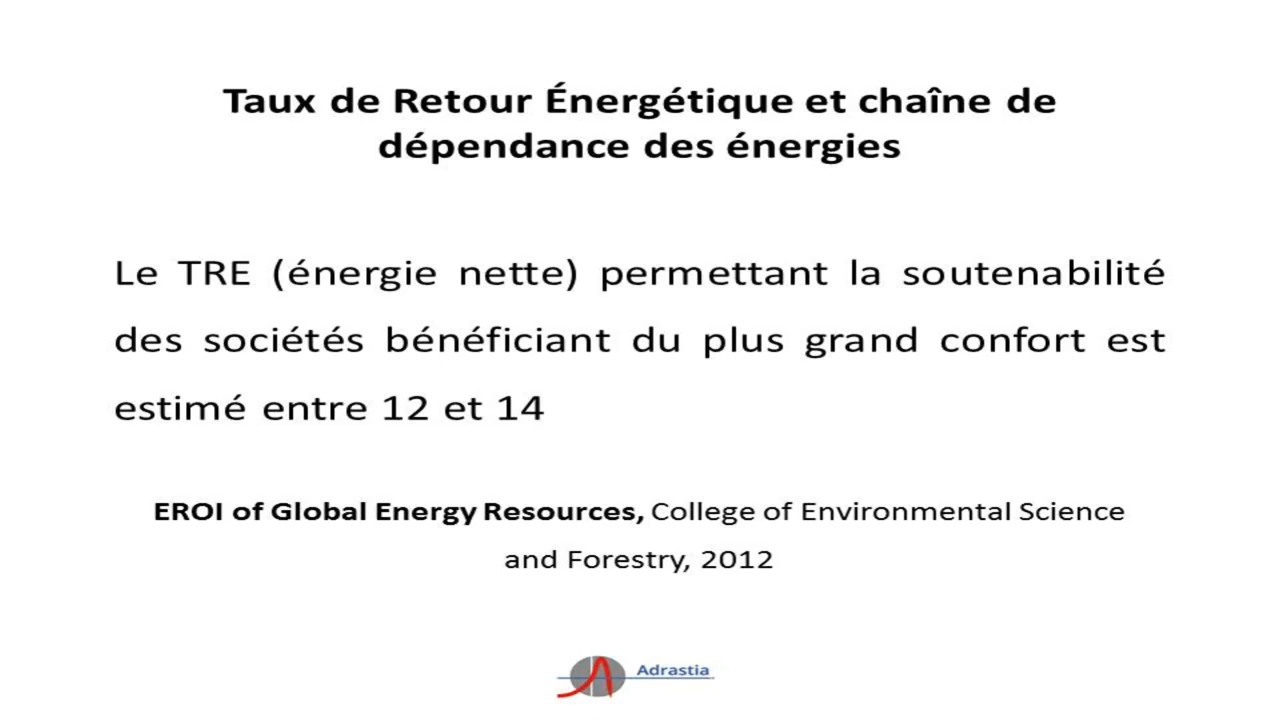 Taux de Retour Énergétique et chaîne de
dépendance des énergies
Le TRE (énergie nette) permettant la soutenabilité
des sociétés bénéficiant du plus grand confort est
estimé entre 12 et 14
EROI of Global Energy Resources, College of Environmental Science
and Forestry, 2012
Adrastia